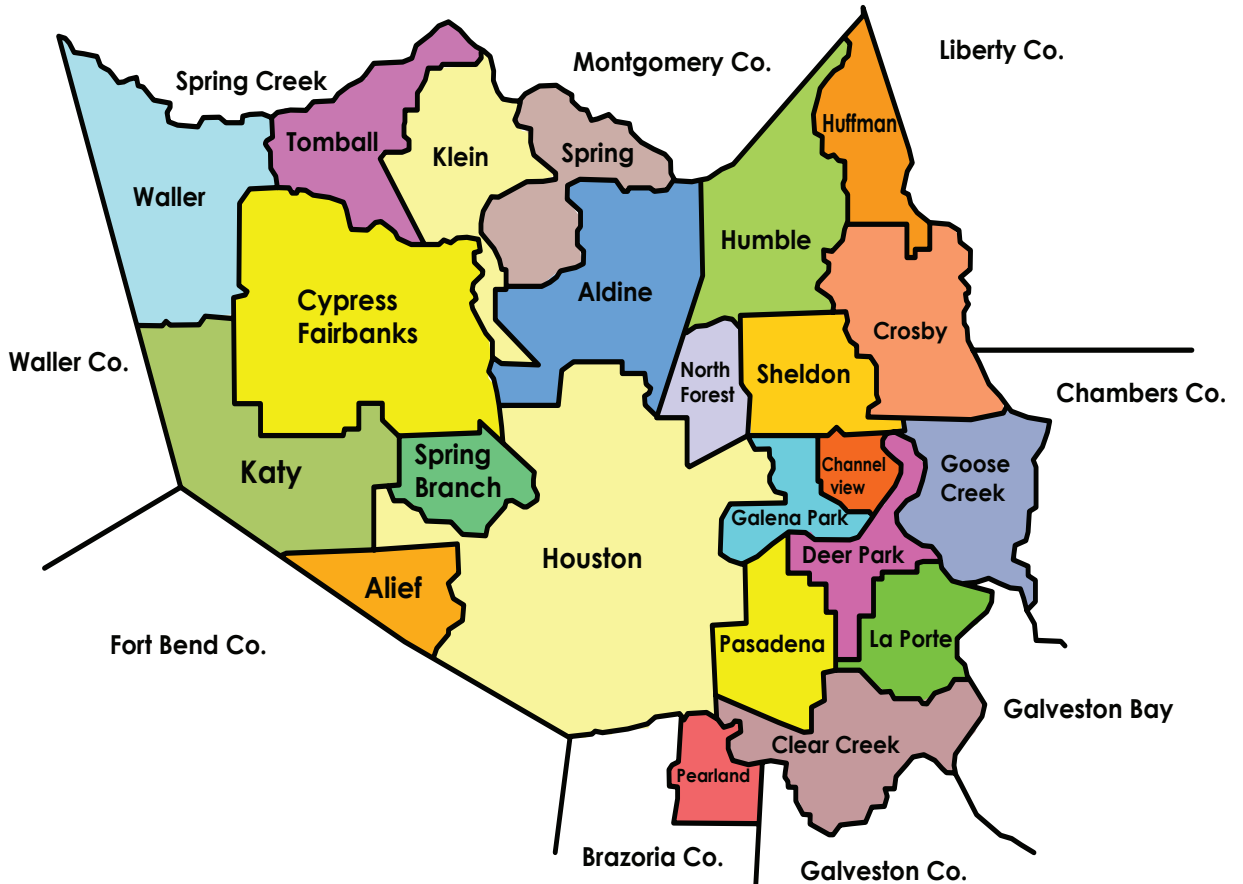 Liberty Co.
Montgomery Co.
Spring Creek
Huffman
Tomball
Klein
Spring
Waller
Humble
Aldine
Cypress
Fairbanks
Crosby
Waller Co.
North
Forest
Sheldon
Chambers Co.
Spring
Branch
Katy
Channel
view
Goose
Creek
Galena Park
Houston
Deer Park
Alief
Fort Bend Co.
Pasadena
La Porte
Galveston Bay
Clear Creek
Pearland
Brazoria Co.
Galveston Co.